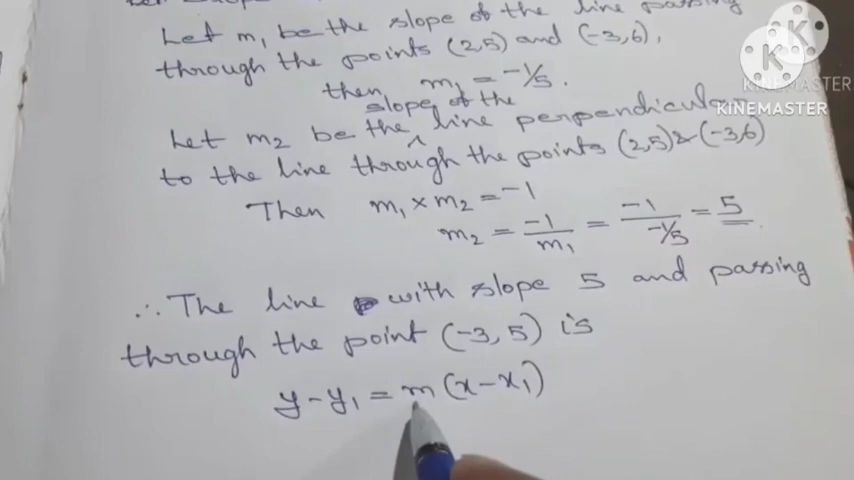 Let m₁ be the slope of the line passing
through the points (2,5) and (-3,6),
then m₁ = -1/5.
slope of the
Let m₂ be the ^ line perpendicular
to the line through the points (2,5) & (-3,6)
Then m₁ × m₂ = -1
m₂ = -1/m₁ = -1/-1/5 = 5
∴ The line with slope 5 and passing
through the point (-3, 5) is
y - y₁ = m (x - x₁)
KINEMASTER
KINEMASTER